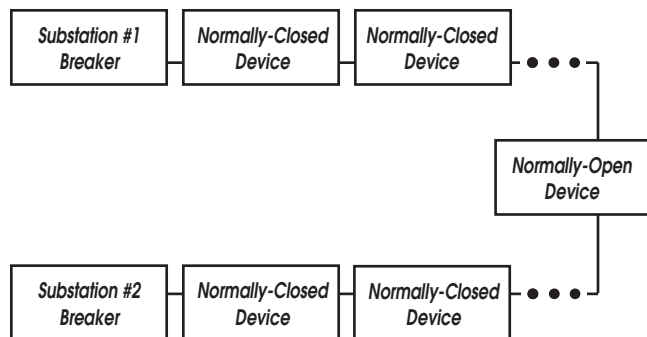 Substation #1
Breaker
Normally-Closed
Device
Normally-Closed
Device
Normally-Open
Device
Substation #2
Breaker
Normally-Closed
Device
Normally-Closed
Device